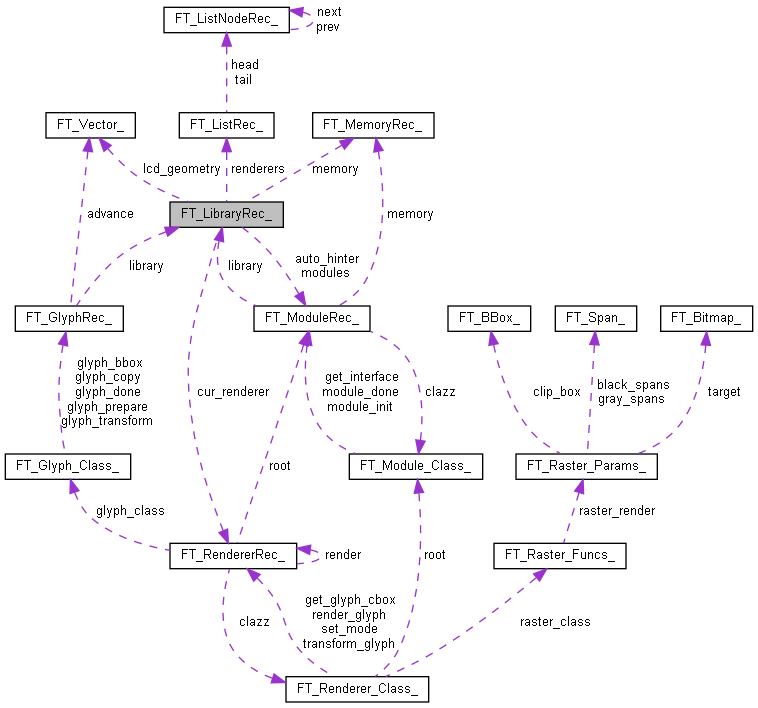 FT_ListNodeRec_
next
prev
head
tail
FT_Vector_
FT_ListRec_
FT_MemoryRec_
lcd_geometry
renderers
memory
FT_LibraryRec_
advance
memory
library
library
auto_hinter
modules
FT_GlyphRec_
FT_ModuleRec_
FT_BBox_
FT_Span_
FT_Bitmap_
glyph_bbox
glyph_copy
glyph_done
glyph_prepare
glyph_transform
cur_renderer
get_interface
module_done
module_init
clazz
clip_box
black_spans
gray_spans
target
FT_Glyph_Class_
root
FT_Module_Class_
FT_Raster_Params_
glyph_class
raster_render
FT_RendererRec_
render
root
FT_Raster_Funcs_
clazz
get_glyph_cbox
render_glyph
set_mode
transform_glyph
raster_class
FT_Renderer_Class_